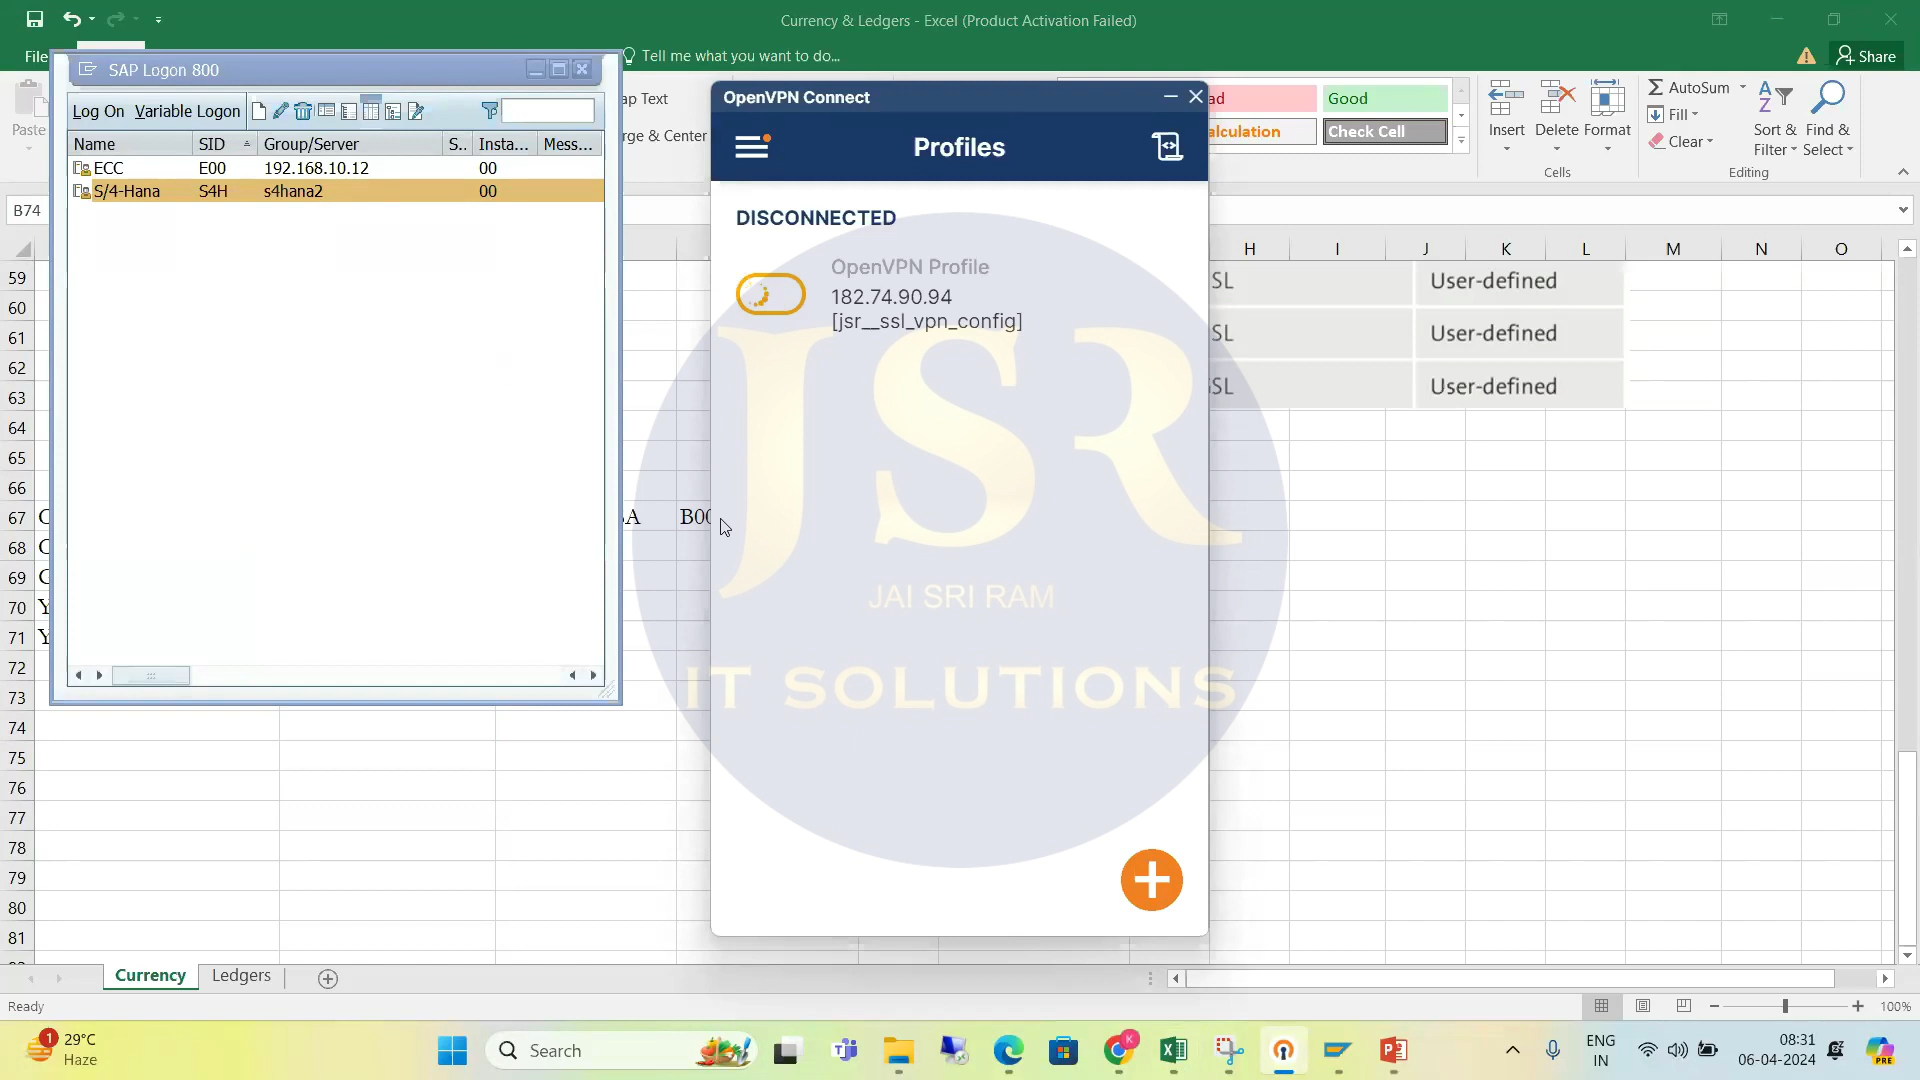 Currency & Ledgers - Excel (Product Activation Failed)
File
Tell me what you want to do...
Share
SAP Logon 800
Log On Variable Logon
Name SID Group/Server S.. Insta... Mess...
ECC E00 192.168.10.12 00
S/4-Hana S4H s4hana2 00
Paste
ap Text
rge & Center
OpenVPN Connect
Profiles
DISCONNECTED
OpenVPN Profile
182.74.90.94
[jsr__ssl_vpn_config]
ad Good
alculation Check Cell
Insert Delete Format
Cells
AutoSum
Fill
Clear
Sort & Filter
Find & Select
Editing
B74
H I J K L M N O
59
60
61
62
63
64
65
66
67
68
69
70
71
72
73
74
75
76
77
78
79
80
81
SL User-defined
SL User-defined
SL User-defined
B00
JSR
JAI SRI RAM
IT SOLUTIONS
Currency Ledgers
Ready
100%
1
29°C
Haze
Search
K
PRE
ENG
IN
08:31
06-04-2024